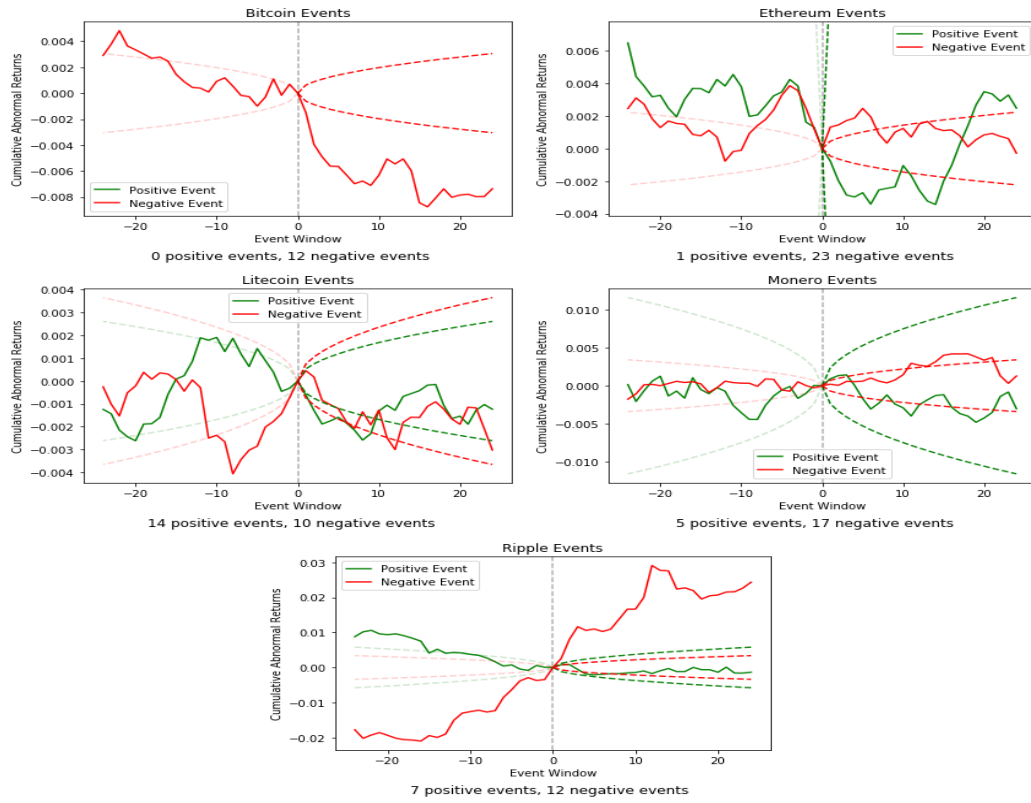 Bitcoin Events
Cumulative Abnormal Returns
0.004
0.002
0.000
−0.002
−0.004
−0.006
−0.008
Positive Event
Negative Event
−20
−10
0
10
20
Event Window
0 positive events, 12 negative events
Ethereum Events
Cumulative Abnormal Returns
0.006
0.004
0.002
0.000
−0.002
−0.004
Positive Event
Negative Event
−20
−10
0
10
20
Event Window
1 positive events, 23 negative events
Litecoin Events
Cumulative Abnormal Returns
0.004
0.003
0.002
0.001
0.000
−0.001
−0.002
−0.003
−0.004
Positive Event
Negative Event
−20
−10
0
10
20
Event Window
14 positive events, 10 negative events
Monero Events
Cumulative Abnormal Returns
0.010
0.005
0.000
−0.005
−0.010
Positive Event
Negative Event
−20
−10
0
10
20
Event Window
5 positive events, 17 negative events
Ripple Events
Cumulative Abnormal Returns
0.03
0.02
0.01
0.00
−0.01
−0.02
Positive Event
Negative Event
−20
−10
0
10
20
Event Window
7 positive events, 12 negative events